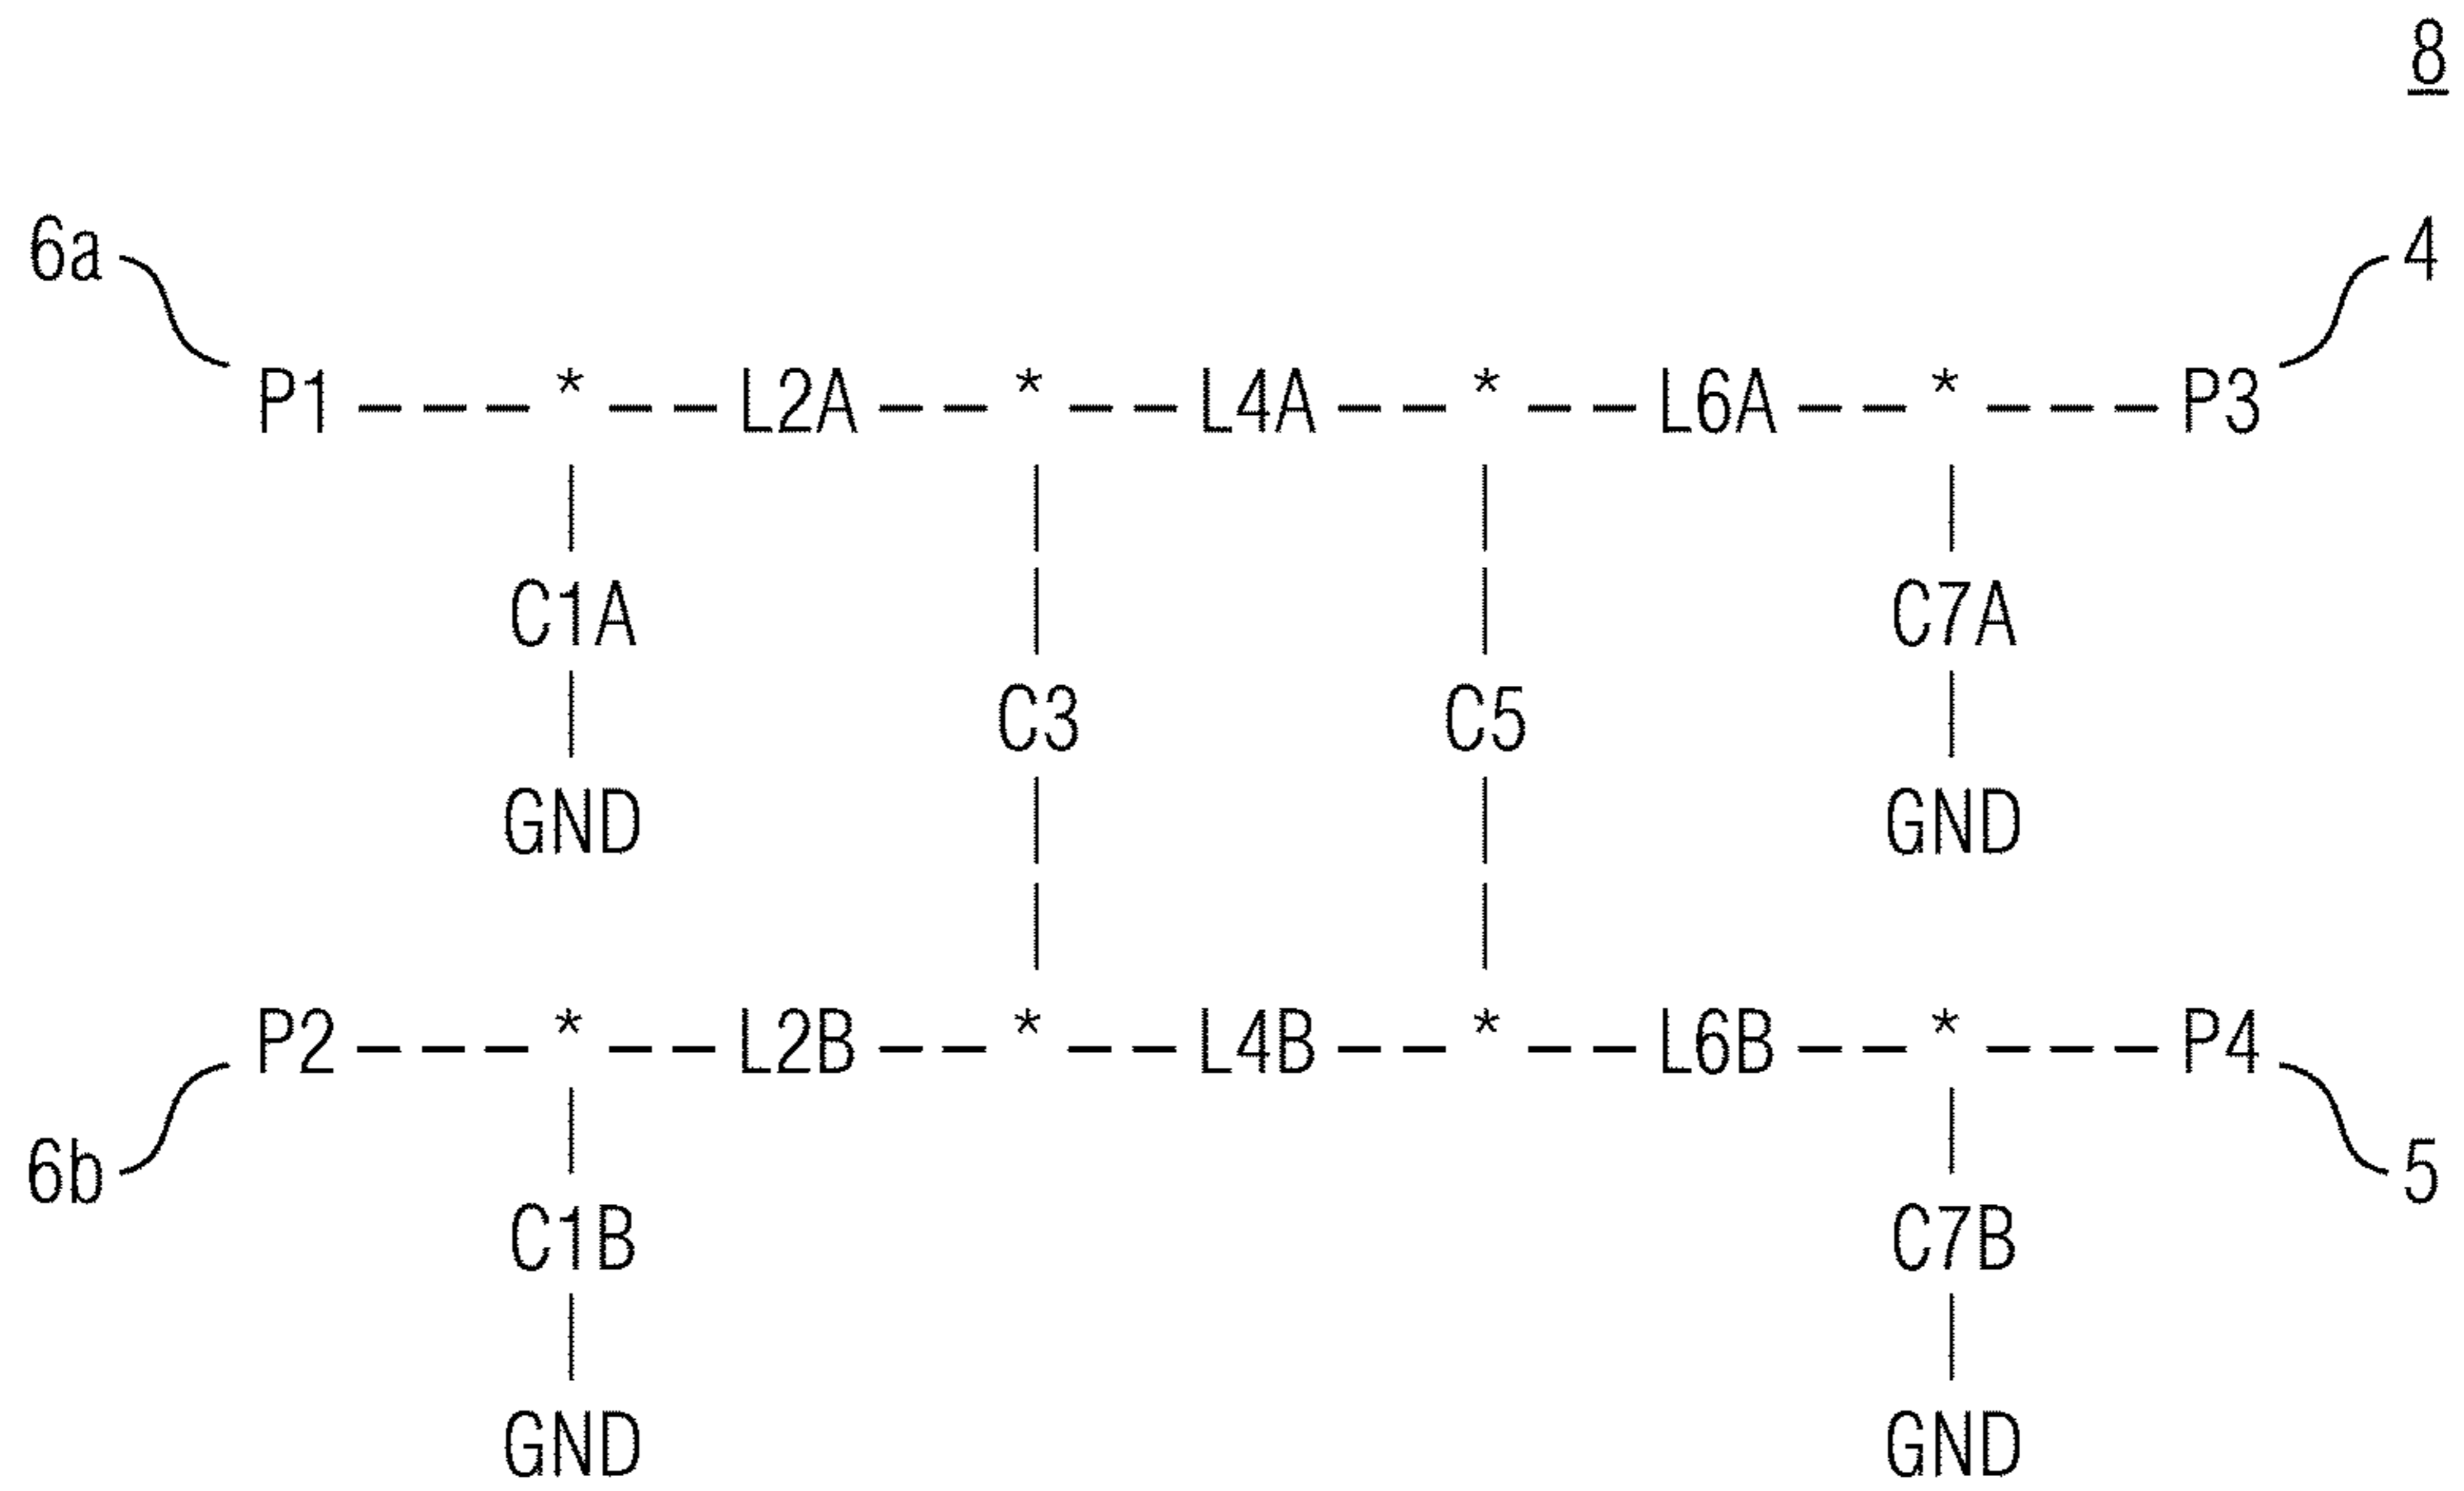 8
6a 4
P1 --- * -- L2A -- * -- L4A -- * -- L6A -- * --- P3
C1A C7A
C3 C5
GND GND
P2 --- * -- L2B -- * -- L4B -- * -- L6B -- * --- P4
6b 5
C1B C7B
GND GND